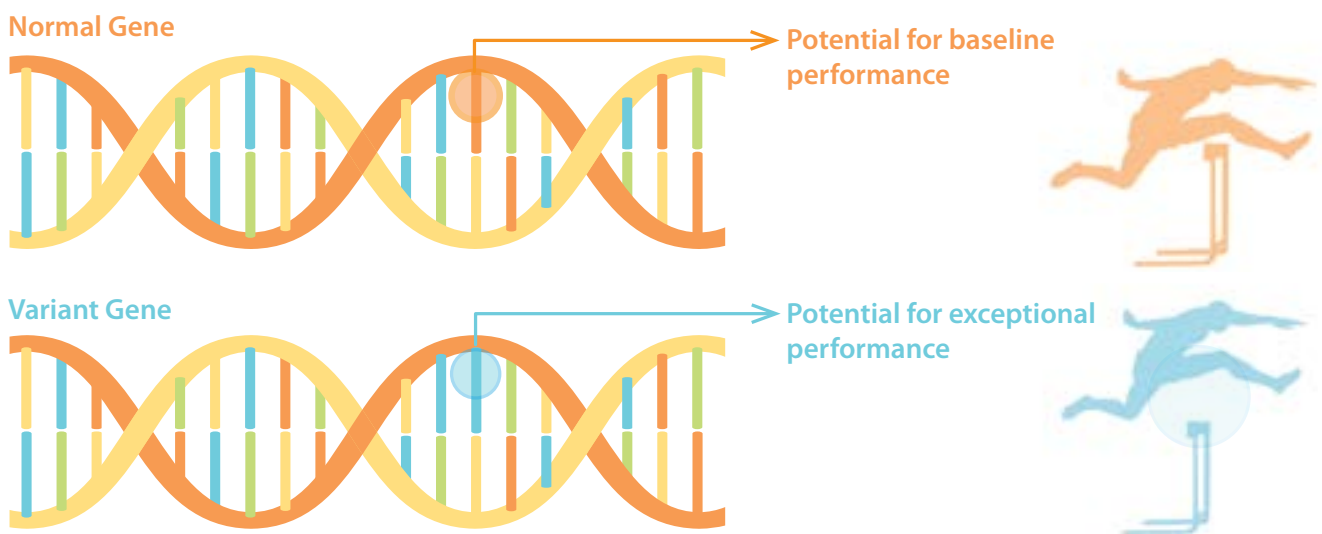 Normal Gene
Potential for baseline
performance
Variant Gene
Potential for exceptional
performance